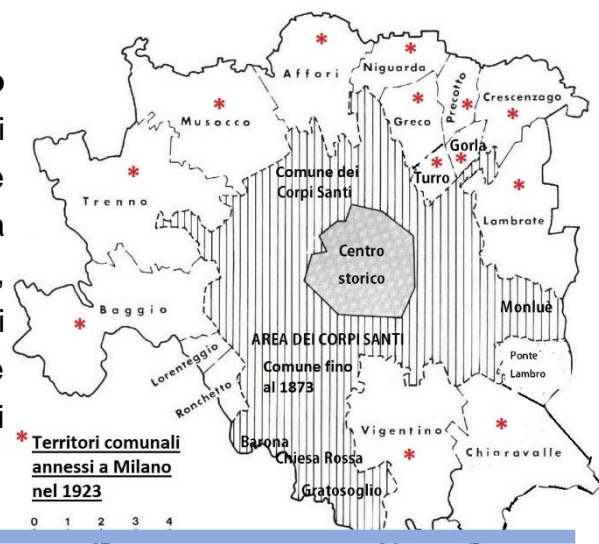 Affori
Niguarda
Precotto
Crescenzago
Musocco
Greco
Gorla
Turro
Comune dei
Corpi Santi
Trenno
Lambrate
Centro
storico
Monluè
Baggio
AREA DEI CORPI SANTI
Lorenteggio
Comune fino
al 1873
Ponte
Lambro
Ronchetto
Vigentino
Chiaravalle
Barona
Chiesa Rossa
Gratosoglio
* Territori comunali
annessi a Milano
nel 1923
0 1 2 3 4